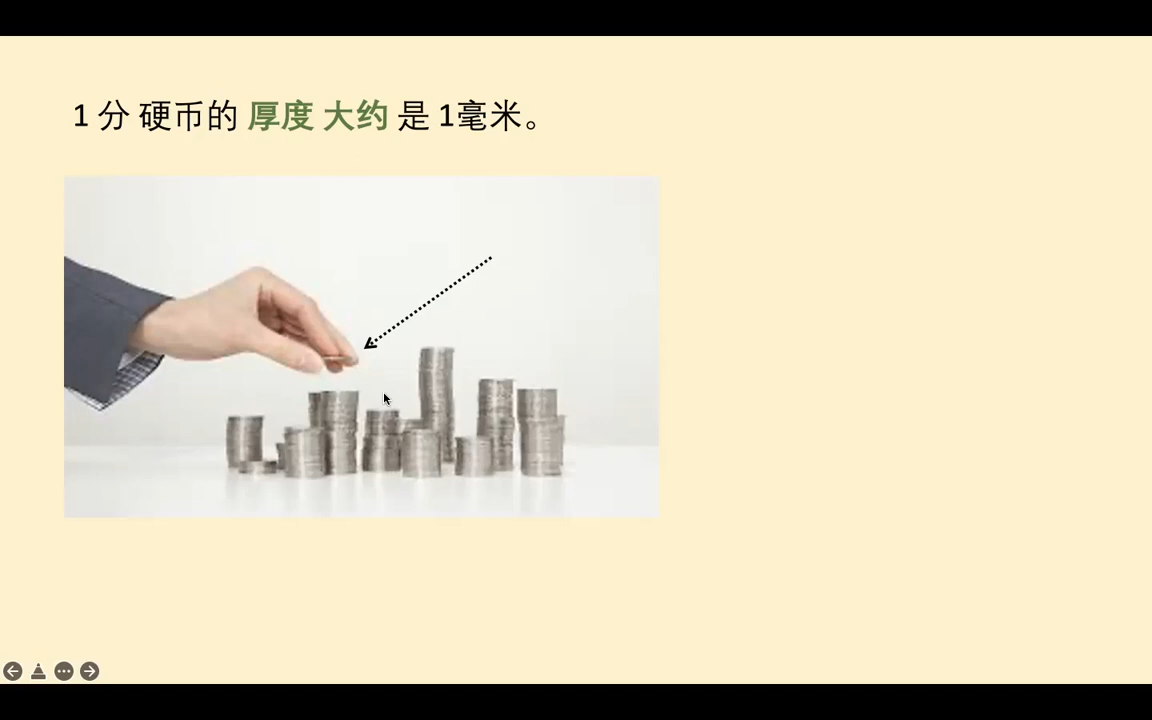 1 分 硬币的 厚度 大约 是 1毫米。